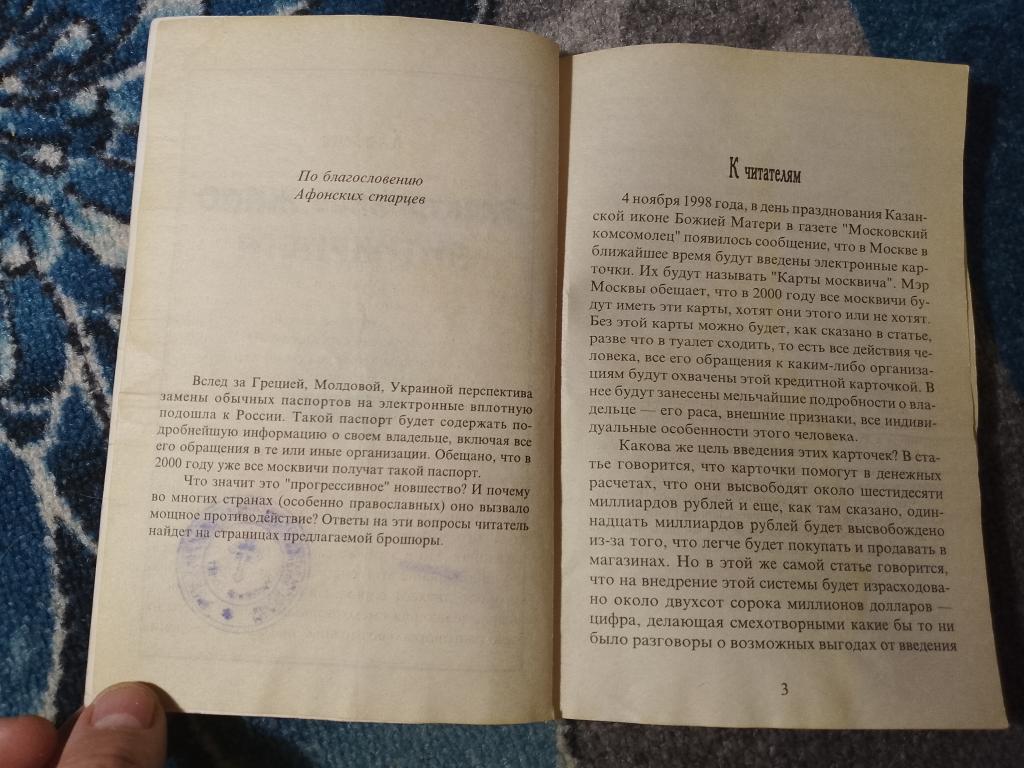 По благословению
Афонских старцев
Вслед за Грецией, Молдовой, Украиной перспектива
замены обычных паспортов на электронные вплотную
подошла к России. Такой паспорт будет содержать по-
дробнейшую информацию о своем владельце, включая все
его обращения в те или иные организации. Обещано, что в
2000 году уже все москвичи получат такой паспорт.
Что значит это "прогрессивное" новшество? И почему
во многих странах (особенно православных) оно вызвало
мощное противодействие? Ответы на эти вопросы читатель
найдет на страницах предлагаемой брошюры.
К читателям
4 ноября 1998 года, в день празднования Казан-
ской иконе Божией Матери в газете "Московский
комсомолец" появилось сообщение, что в Москве в
ближайшее время будут введены электронные кар-
точки. Их будут называть "Карты москвича". Мэр
Москвы обещает, что в 2000 году все москвичи бу-
дут иметь эти карты, хотят они этого или не хотят.
Без этой карты можно будет, как сказано в статье,
разве что в туалет сходить, то есть все действия че-
ловека, все его обращения к каким-либо организа-
циям будут охвачены этой кредитной карточкой. В
нее будут занесены мельчайшие подробности о вла-
дельце — его раса, внешние признаки, все индиви-
дуальные особенности этого человека.
Какова же цель введения этих карточек? В ста-
тье говорится, что карточки помогут в денежных
расчетах, что они высвободят около шестидесяти
миллиардов рублей и еще, как там сказано, один-
надцать миллиардов рублей будет высвобождено
из-за того, что легче будет покупать и продавать в
магазинах. Но в этой же самой статье говорится,
что на внедрение этой системы будет израсходова-
но около двухсот сорока миллионов долларов —
цифра, делающая смехотворными какие бы то ни
было разговоры о возможных выгодах от введения
3